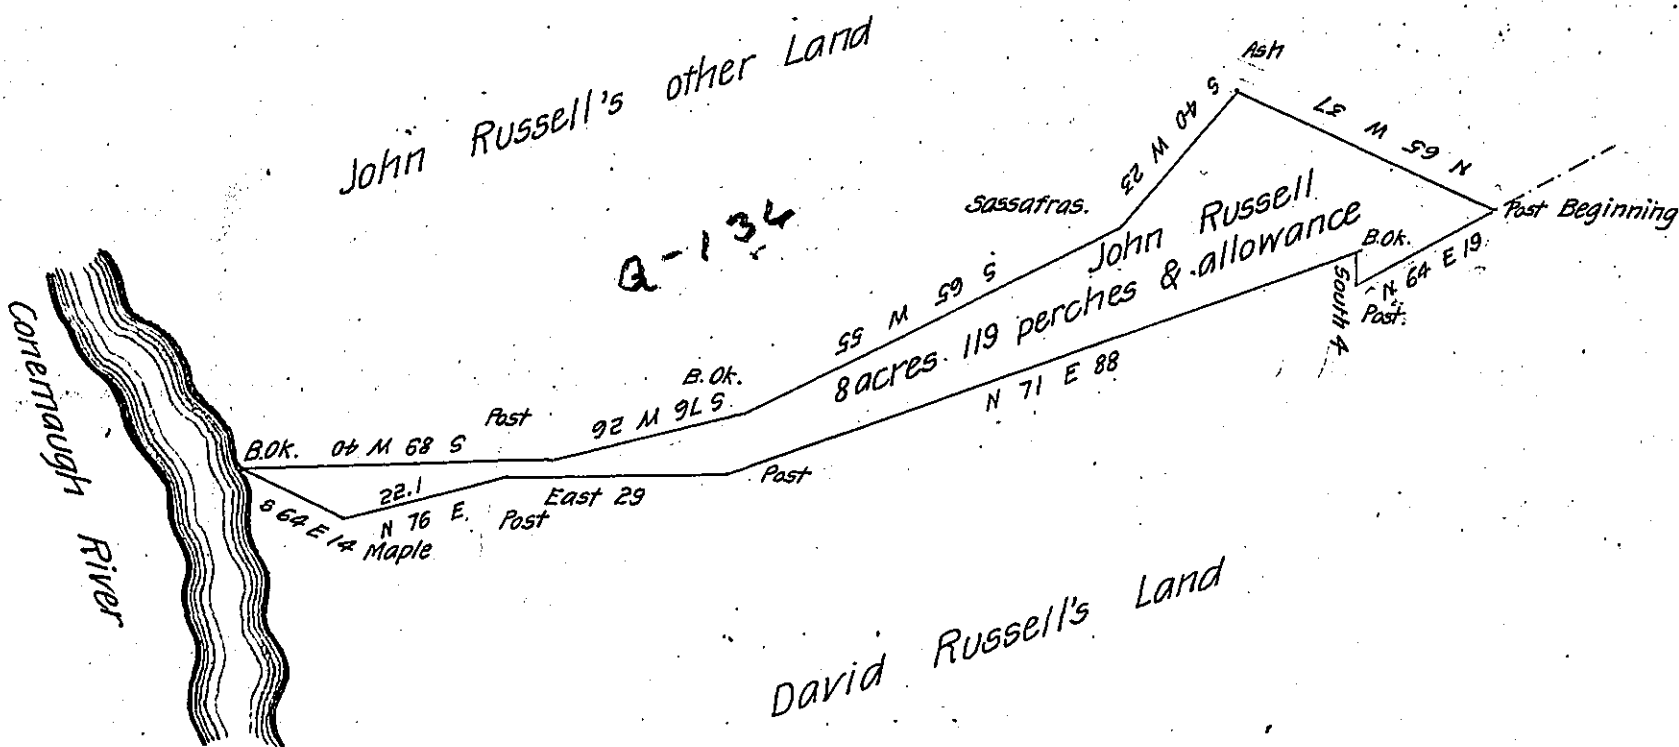 John Russell's other Land
Q-134
Ash
S 40 W 23
N 65 W 37
Sassafras.
John Russell
8 acres 119 perches & allowance
Post Beginning
B.Ok.
N 64 E 19
South 4
Post.
S 65 W 55
N 71 E 88
B.Ok.
S 76 W 26
Post
B.Ok.
S 89 W 40
Post
East 29
22.1
N 76 E.
Post
S 64 E 14
Maple
Conemaugh River
David Russell's Land